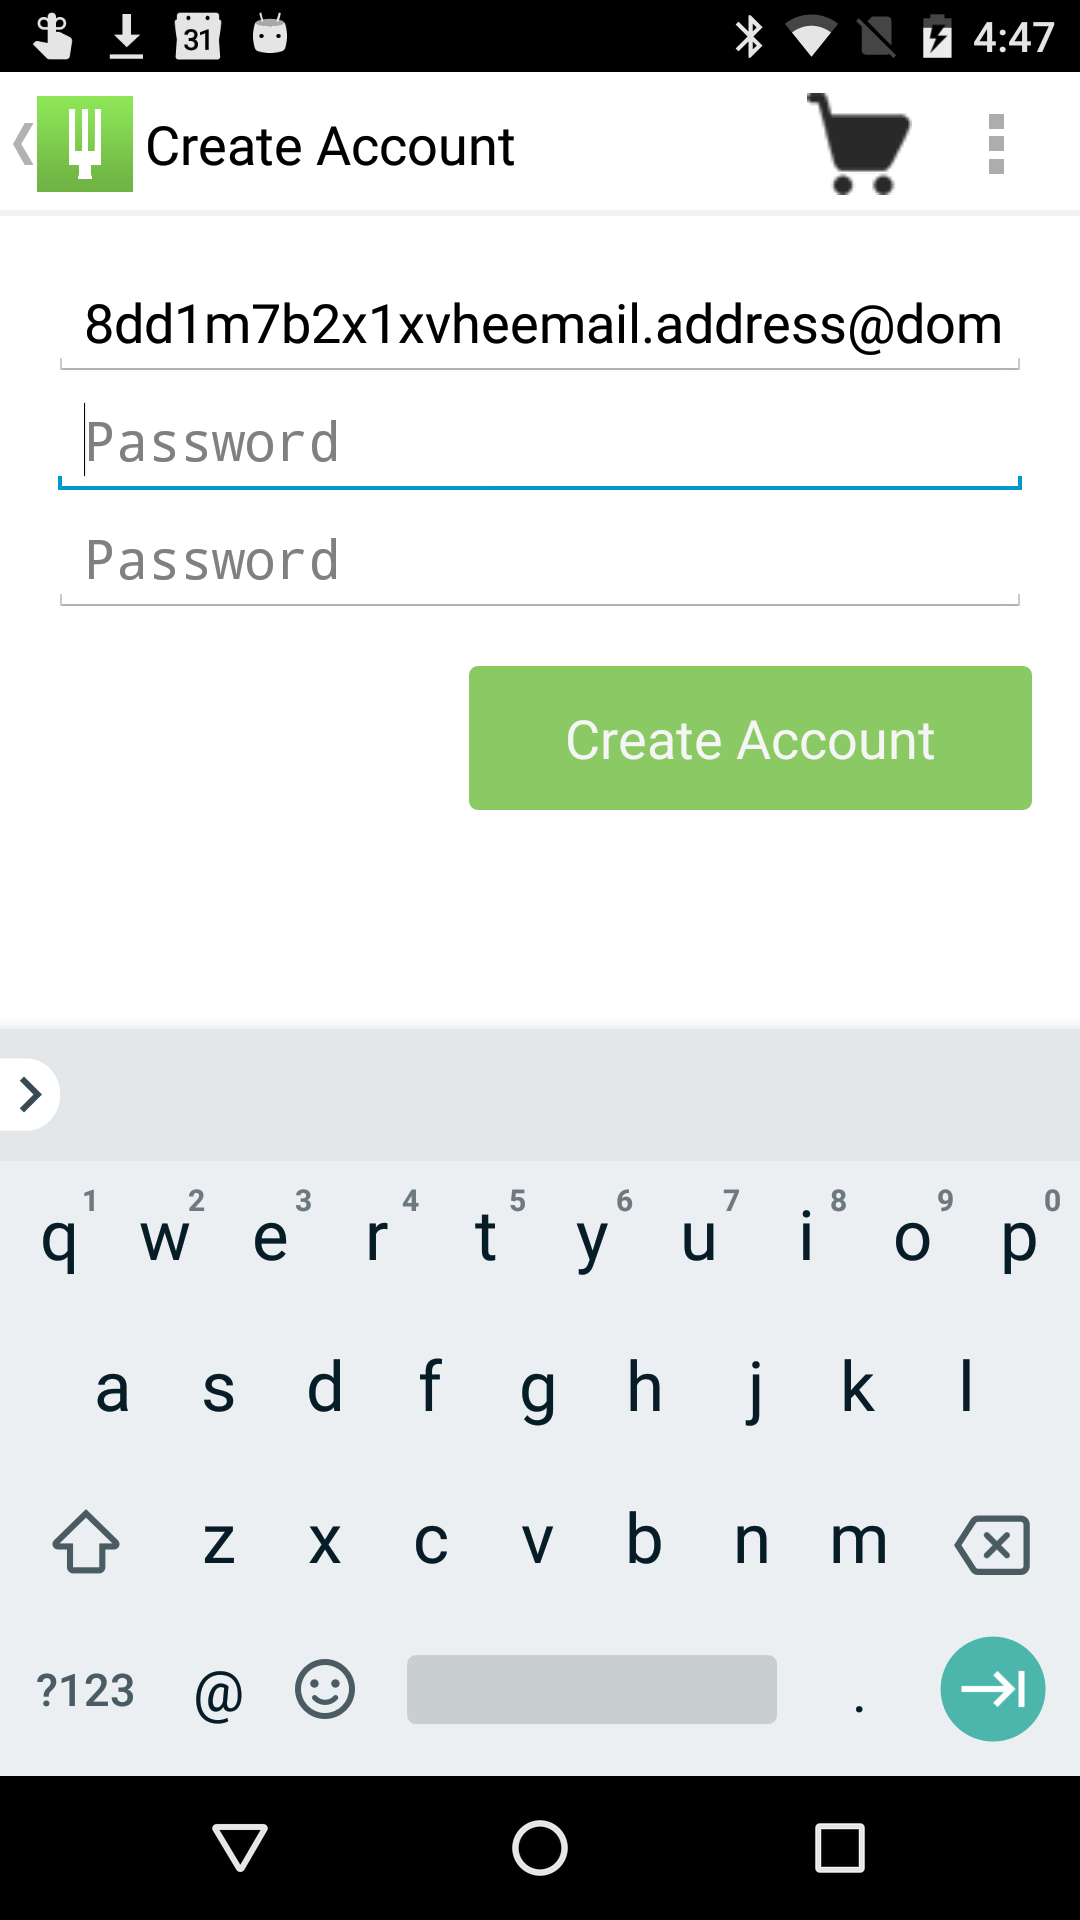 31 4:47
Create Account
8dd1m7b2x1xvheemail.address@dom
Password
Password
Create Account
1 2 3 4 5 6 7 8 9 0
q w e r t y u i o p
a s d f g h j k l
z x c v b n m
?123 @ .